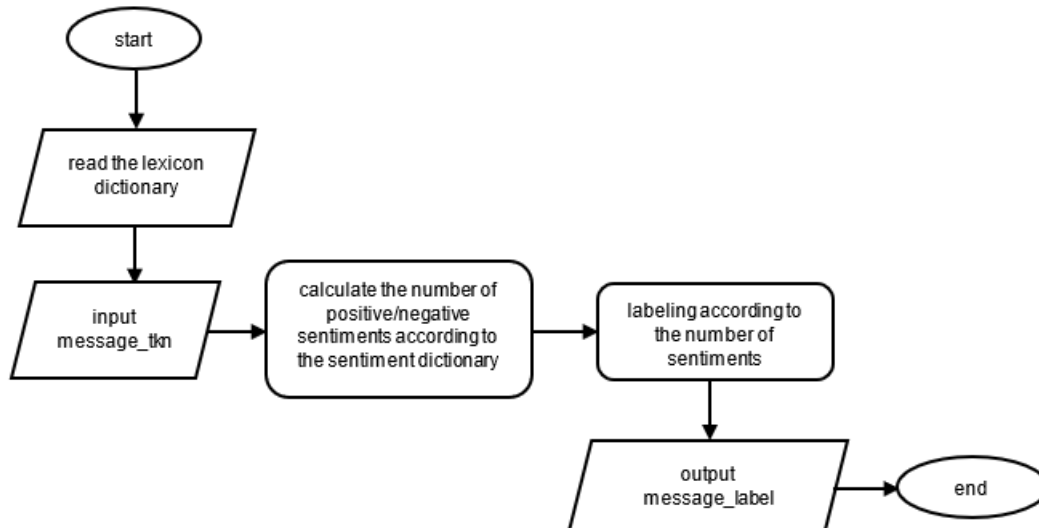 start
read the lexicon
dictionary
input
message_tkn
calculate the number of
positive/negative
sentiments according to
the sentiment dictionary
labeling according to
the number of
sentiments
output
message_label
end